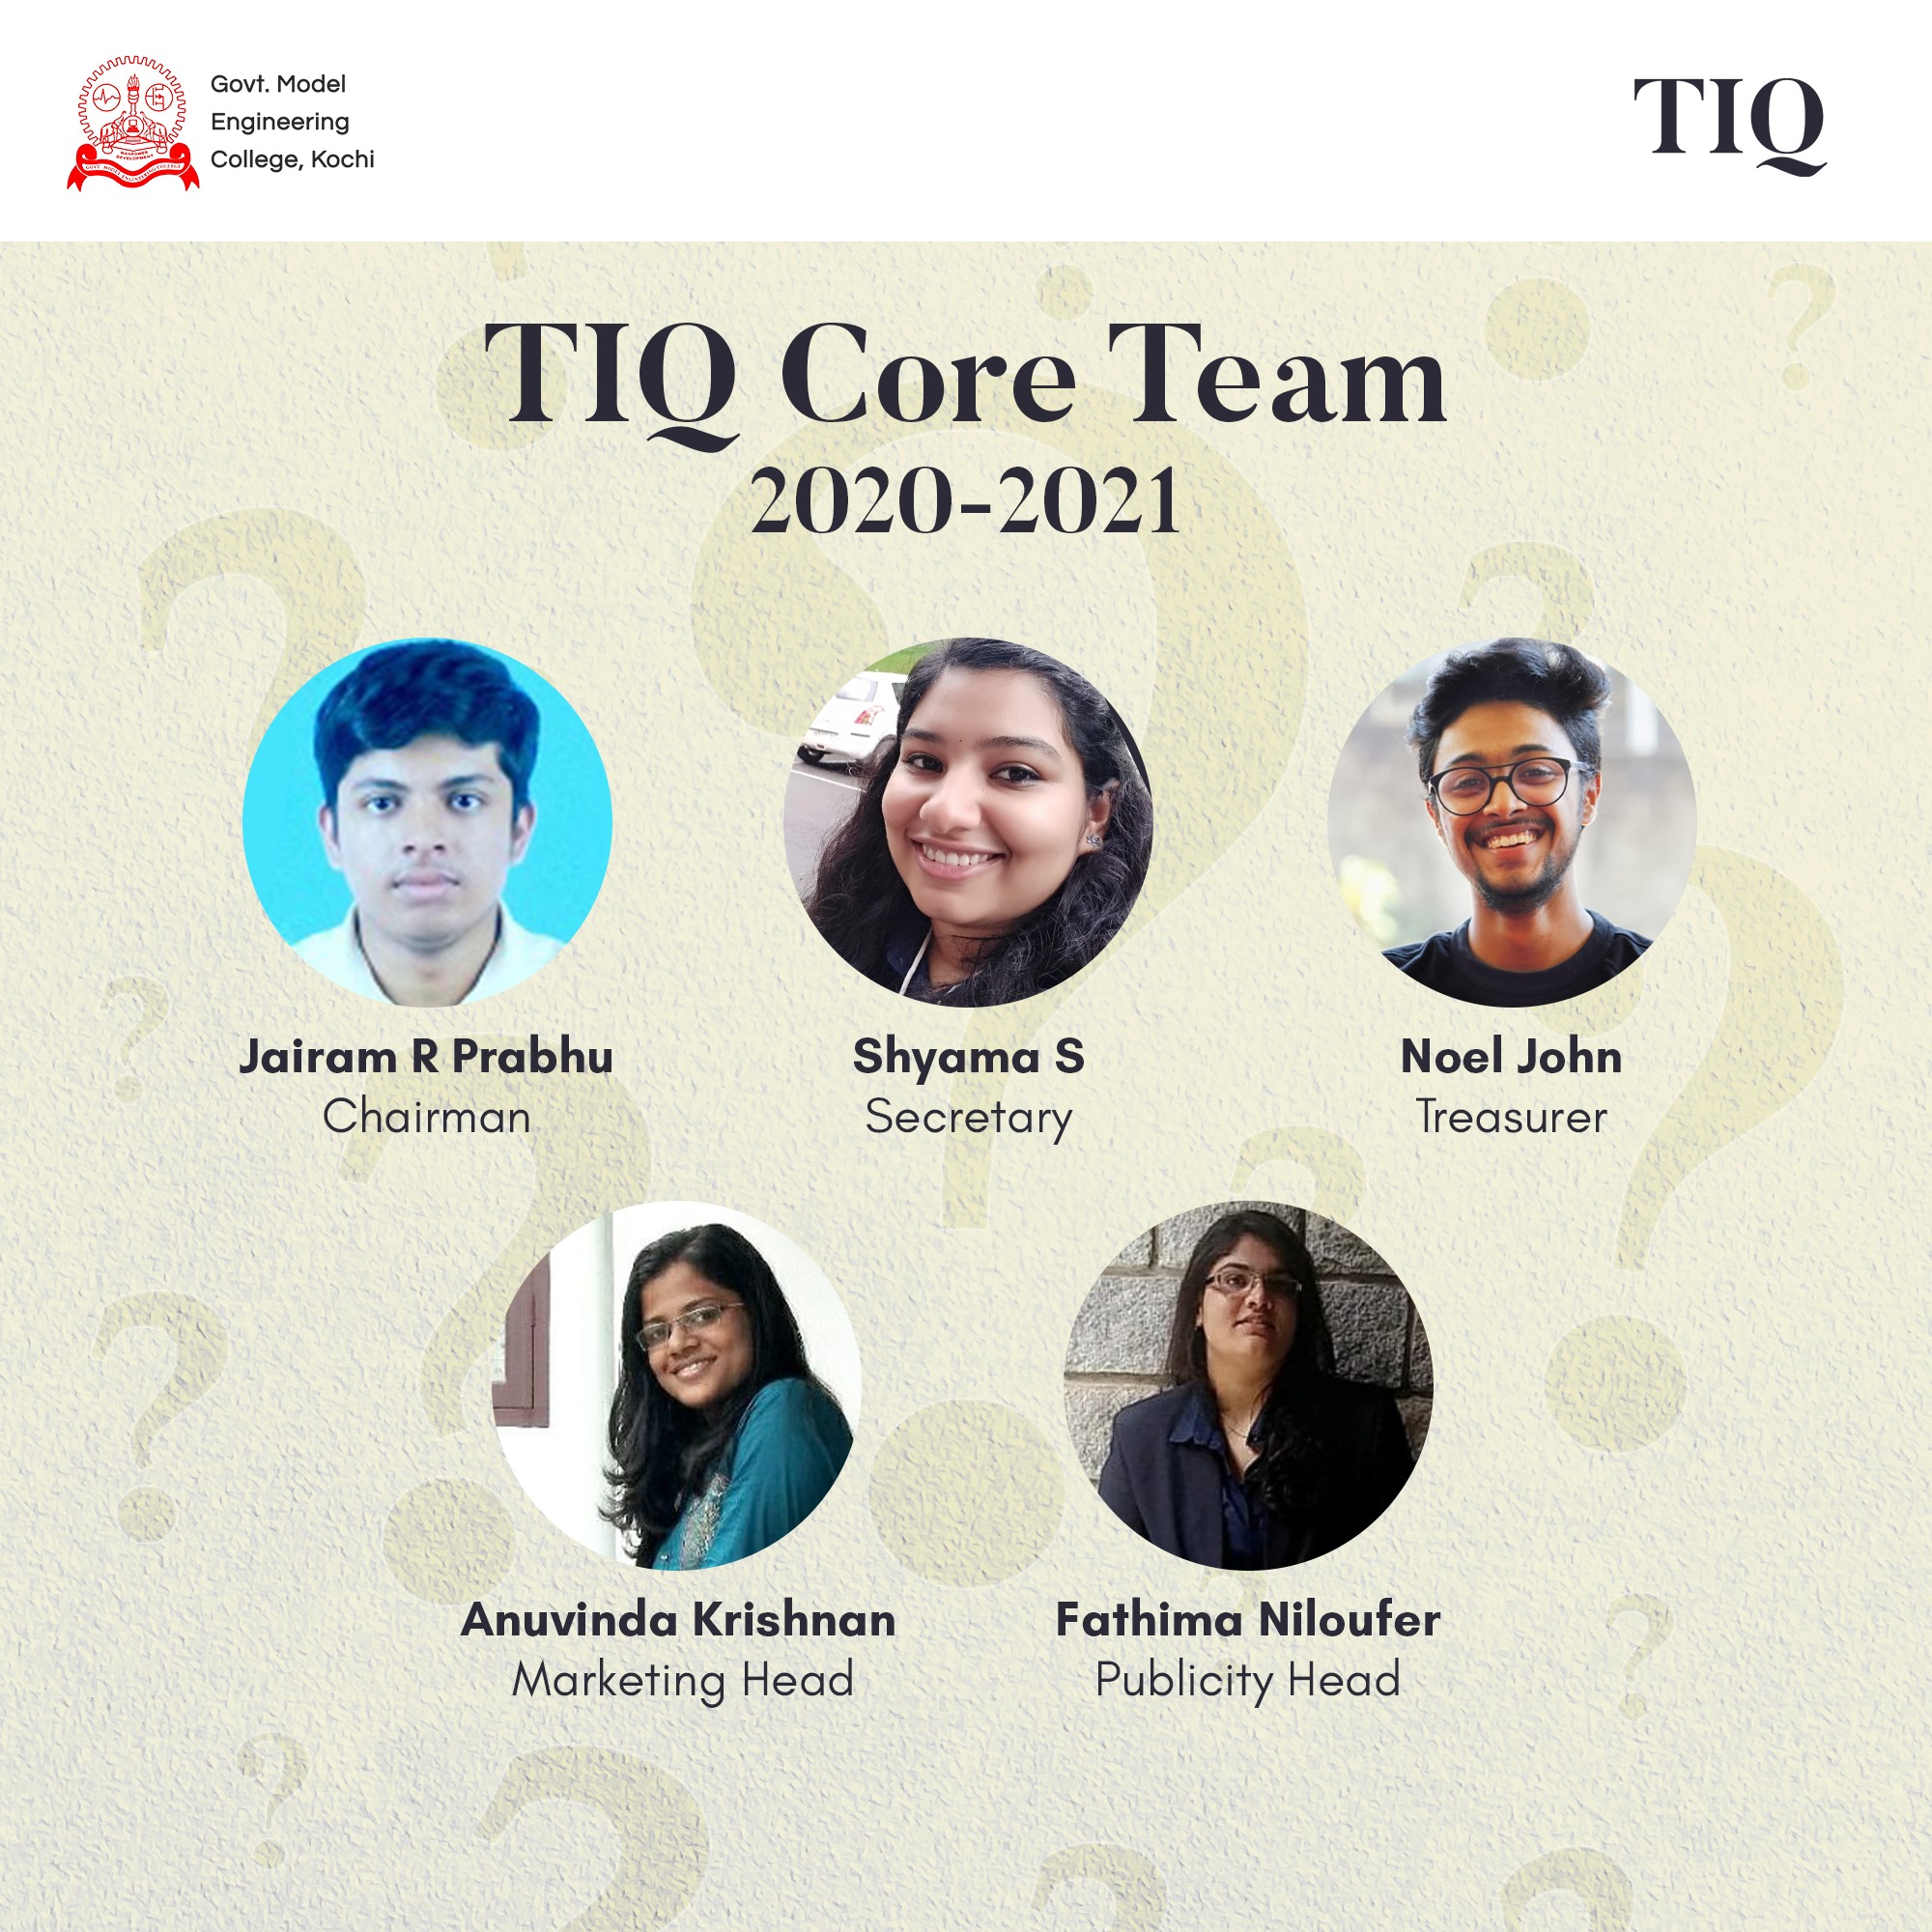 Govt. Model
Engineering
College, Kochi
TIQ
TIQ Core Team
2020-2021
Jairam R Prabhu
Chairman
Shyama S
Secretary
Noel John
Treasurer
Anuvinda Krishnan
Marketing Head
Fathima Niloufer
Publicity Head